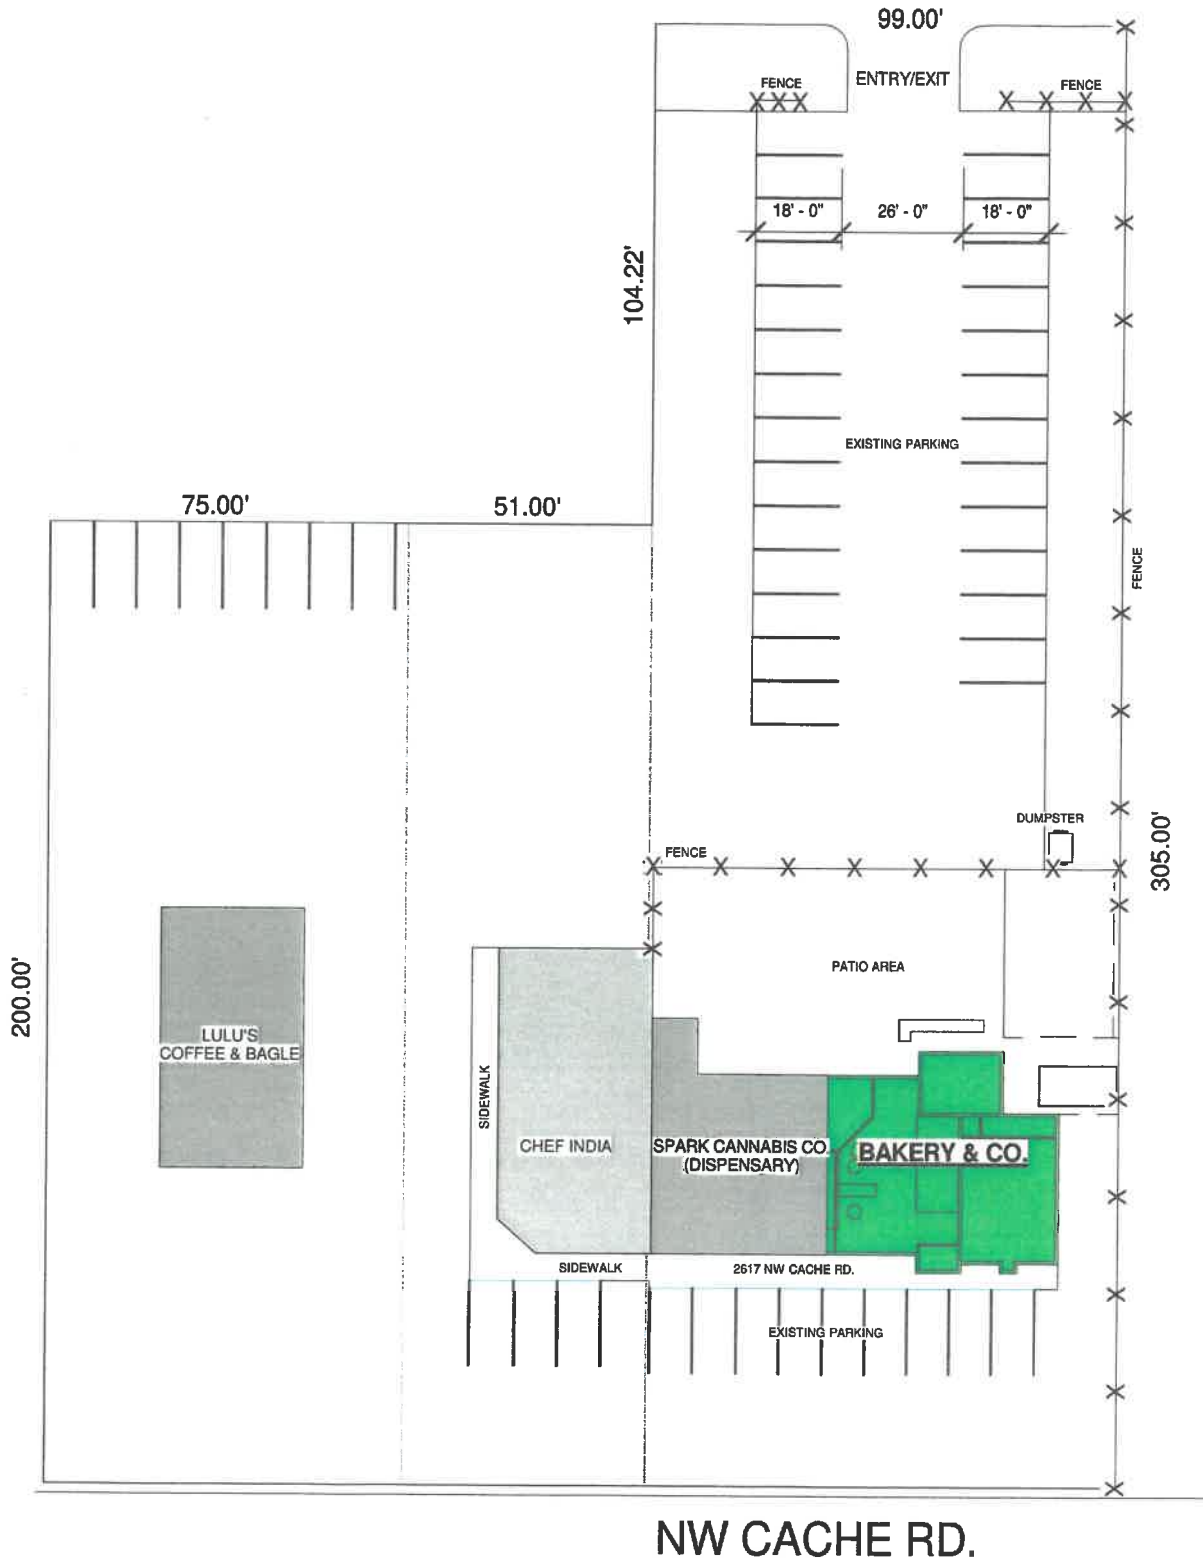 99.00'
ENTRY/EXIT
FENCE
FENCE
18' - 0"
26' - 0"
18' - 0"
104.22'
EXISTING PARKING
75.00'
51.00'
FENCE
DUMPSTER
305.00'
FENCE
PATIO AREA
200.00'
LULU'S
COFFEE & BAGLE
SIDEWALK
CHEF INDIA
SPARK CANNABIS CO.
(DISPENSARY)
BAKERY & CO.
SIDEWALK
2617 NW CACHE RD.
EXISTING PARKING
NW CACHE RD.